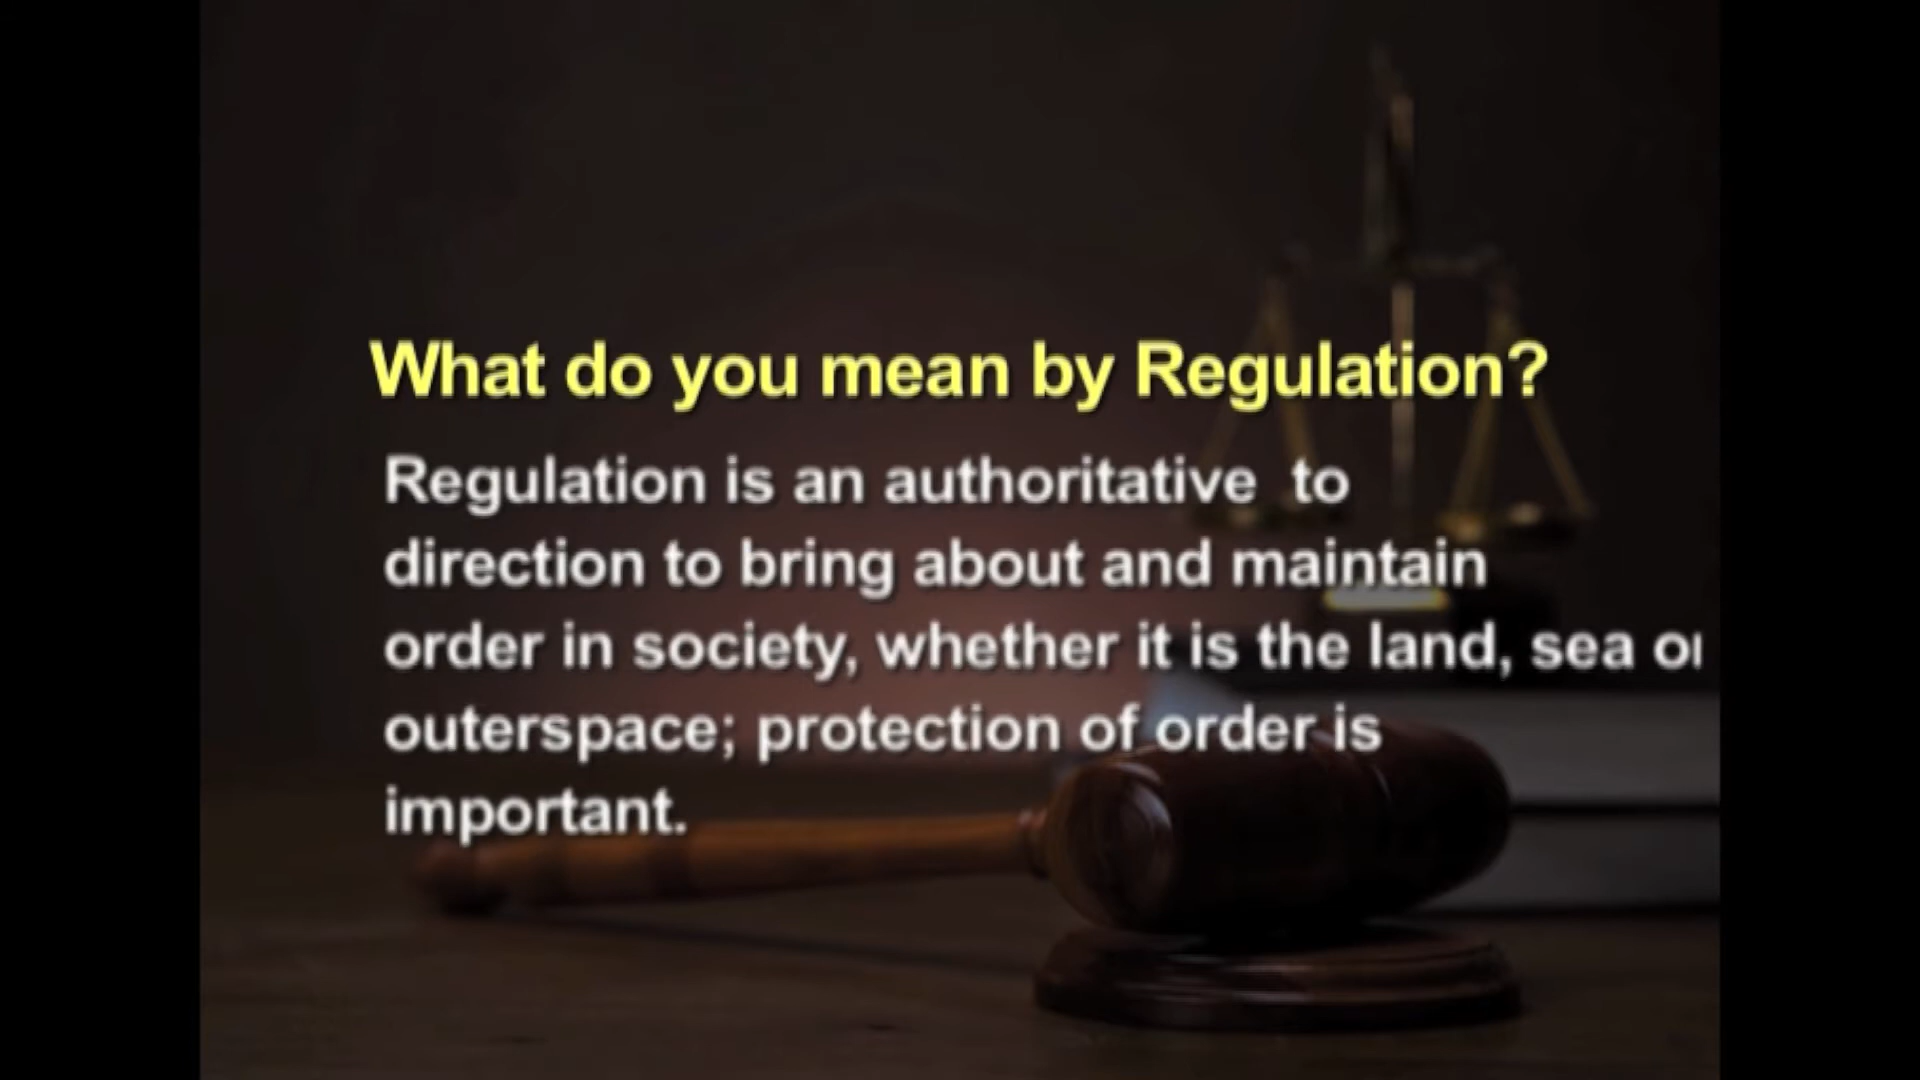 What do you mean by Regulation?
Regulation is an authoritative  to
direction to bring about and maintain
order in society, whether it is the land, sea or
outerspace; protection of order is
important.